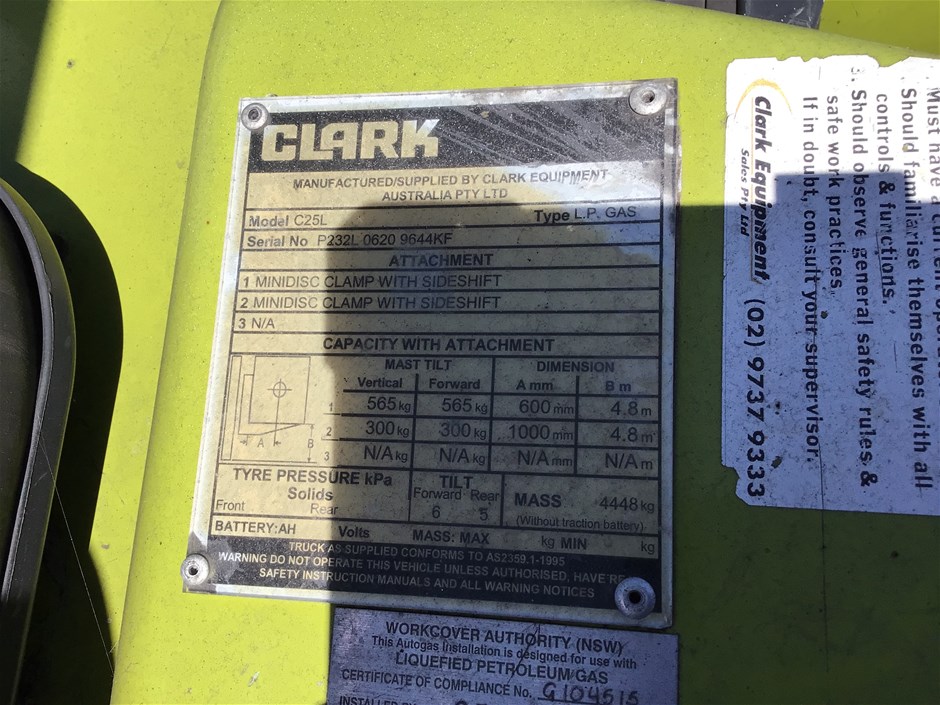 CLARK
MANUFACTURED/SUPPLIED BY CLARK EQUIPMENT
AUSTRALIA PTY LTD
Model C25L Type L.P. GAS
Serial No P232L 0620 9644KF
ATTACHMENT
1 MINIDISC CLAMP WITH SIDESHIFT
2 MINIDISC CLAMP WITH SIDESHIFT
3 N/A
CAPACITY WITH ATTACHMENT
MAST TILT DIMENSION
Vertical Forward A mm B m
1 565 kg 565 kg 600 mm 4.8 m
2 300 kg 300 kg 1000 mm 4.8 m
3 N/A kg N/A kg N/A mm N/A m
A B
TYRE PRESSURE kPa
Solids
Front Rear
TILT
Forward Rear
6 5
MASS 4448 kg
(Without traction battery)
BATTERY:AH Volts MASS: MAX kg MIN kg
TRUCK AS SUPPLIED CONFORMS TO AS2359.1-1995
WARNING DO NOT OPERATE THIS VEHICLE UNLESS AUTHORISED, HAVE
SAFETY INSTRUCTION MANUALS AND ALL WARNING NOTICES
WORKCOVER AUTHORITY (NSW)
This Autogas Installation is designed for use with
LIQUEFIED PETROLEUM GAS
CERTIFICATE OF COMPLIANCE No. G104515
Must have a current
Should familiarise themselves with all
controls & functions.
3. Should observe general safety rules &
safe work practices.
If in doubt, consult your supervisor.
Clark Equipment (02) 9737 9333
Sales Pty Ltd